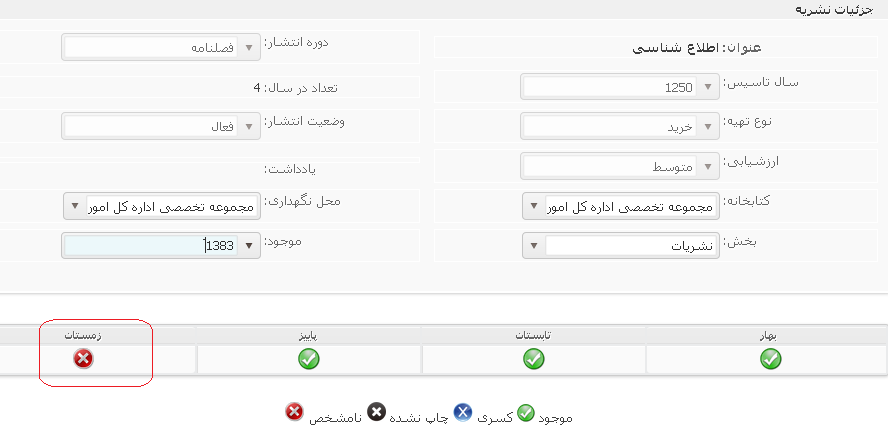 جزئیات نشریه
عنوان: اطلاع شناسی
دوره انتشار: فصلنامه
سال تاسیس: 1250
تعداد در سال: 4
نوع تهیه: خرید
وضعیت انتشار: فعال
ارزشیابی: متوسط
یادداشت:
کتابخانه: مجموعه تخصصی اداره کل امور
محل نگهداری: مجموعه تخصصی اداره کل امور
بخش: نشریات
موجود: 1383
بهار تابستات پاییز زمستات
موجود کسری چاپ نشده نامشخص